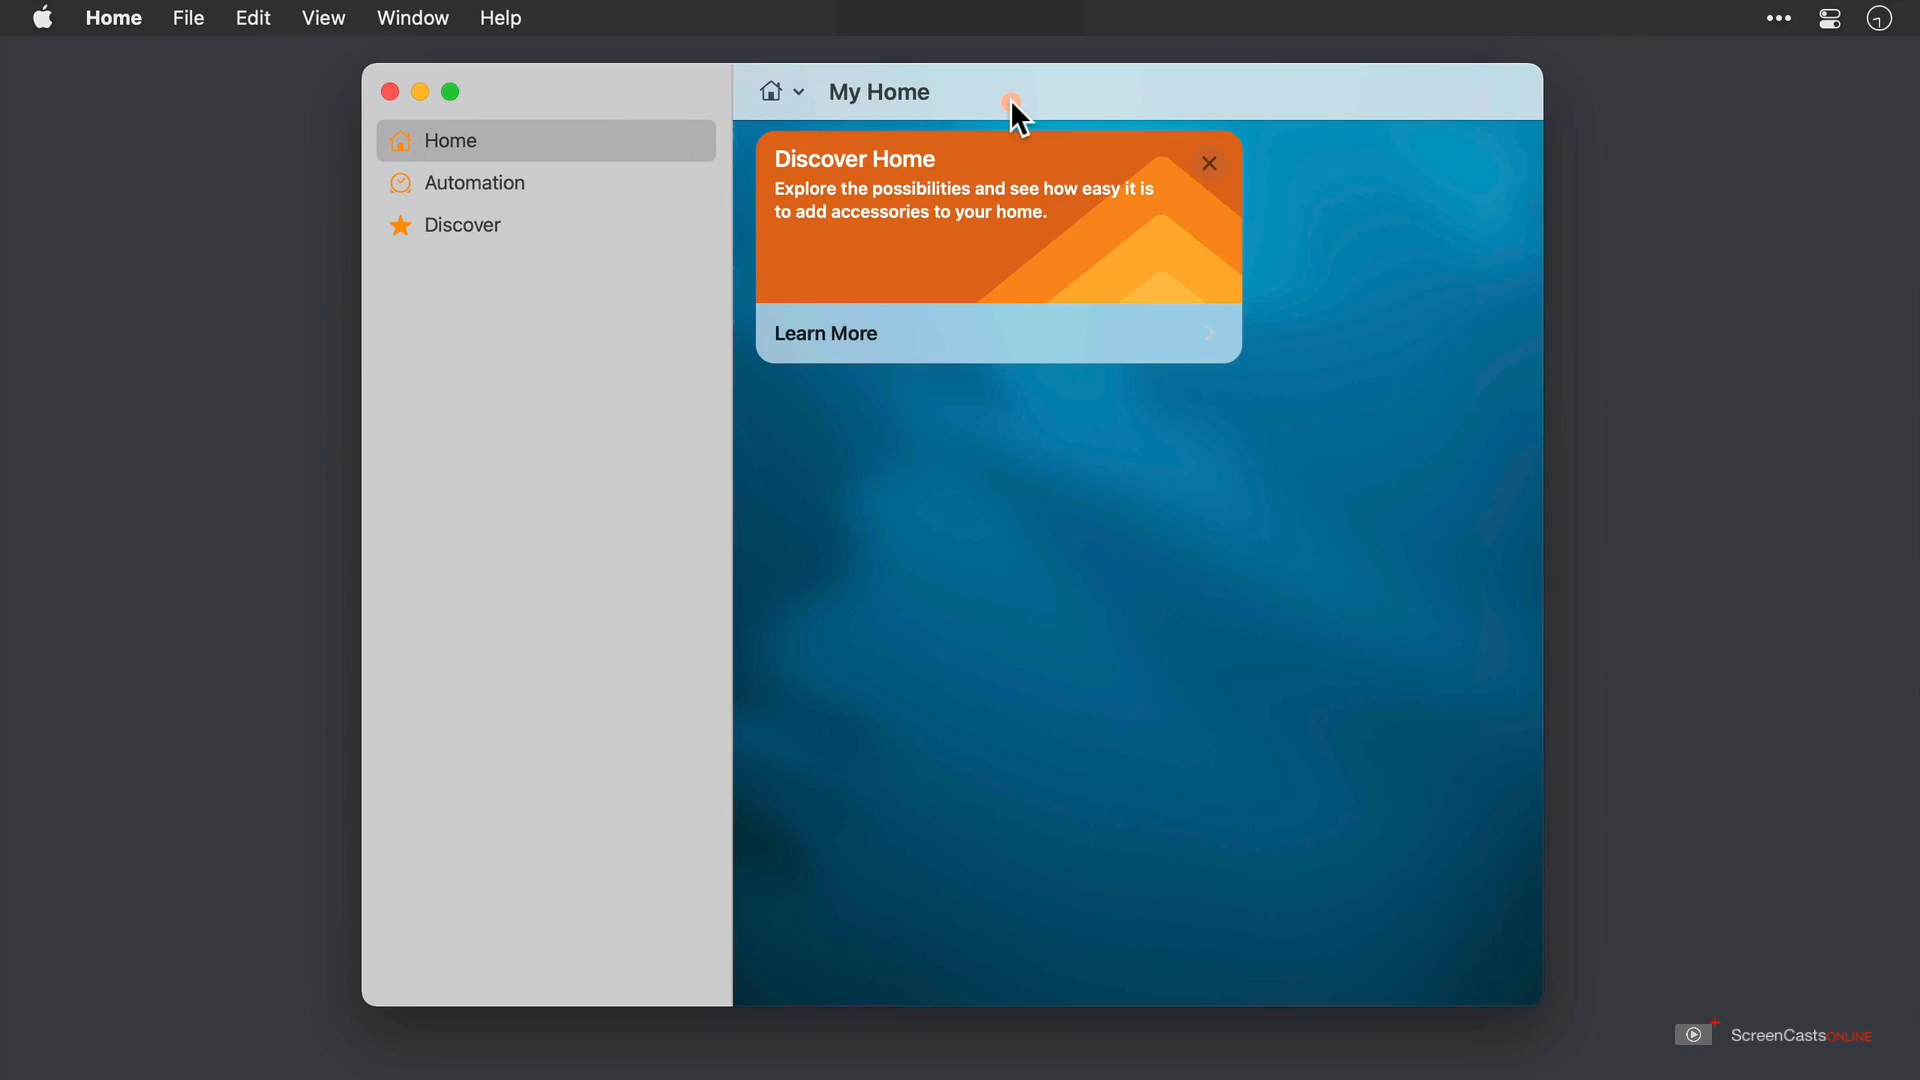 Home File Edit View Window Help
My Home
Home
Automation
Discover
Discover Home
Explore the possibilities and see how easy it is
to add accessories to your home.
Learn More
ScreenCastsONLINE